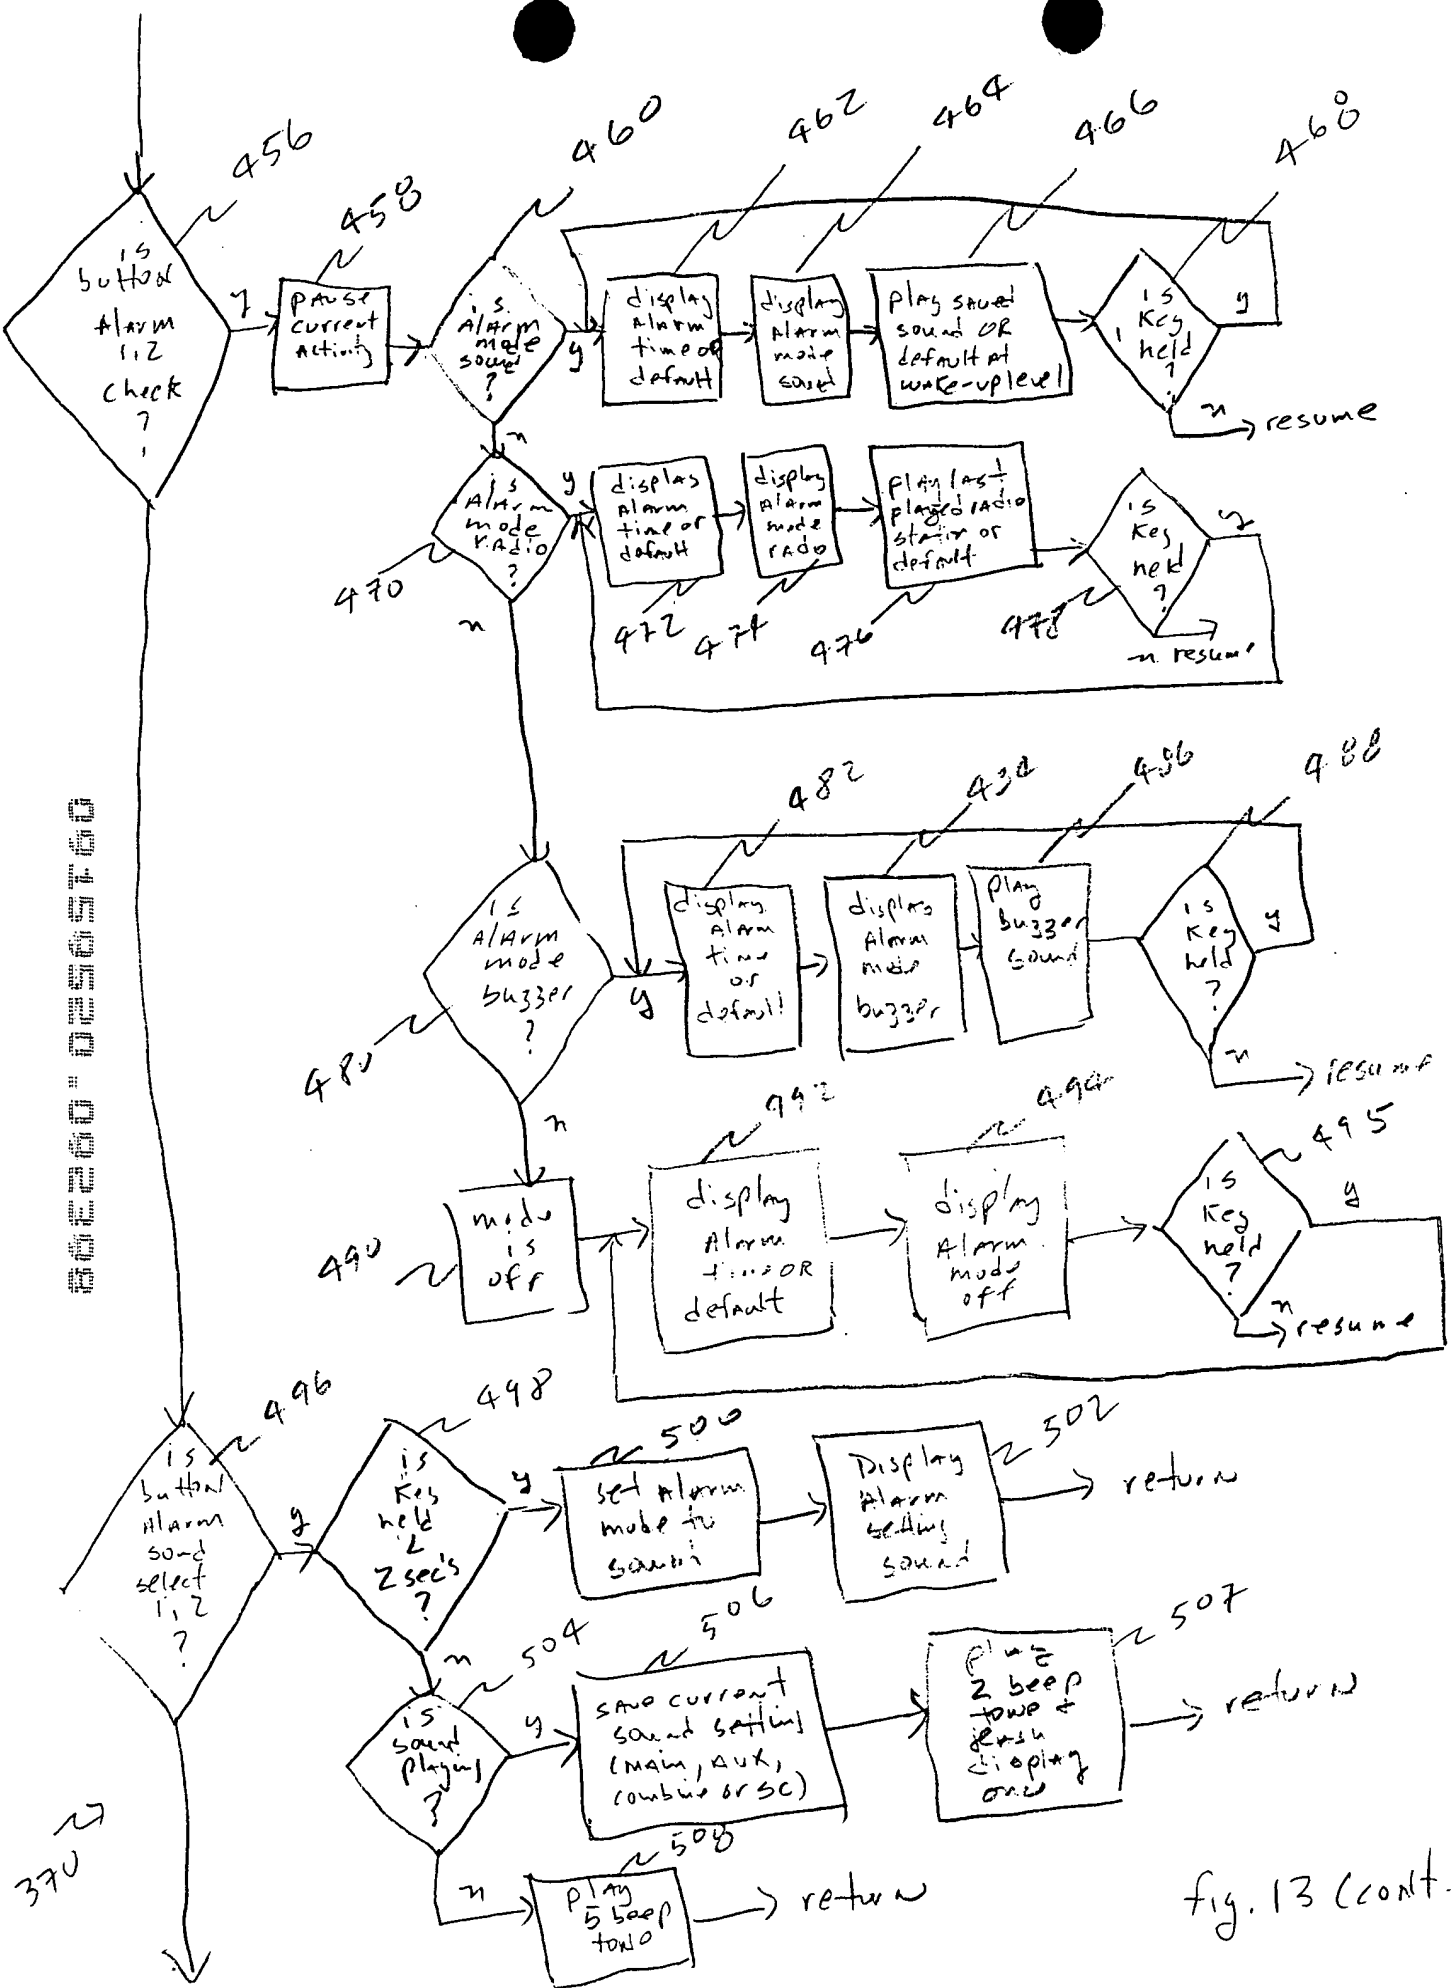 456
458
460
462
464
466
468
is
button
Alarm
1,2
check
?
y
pause
current
Activity
is
Alarm
mode
sound
?
y
display
Alarm
time or
default
display
Alarm
mode
sound
play saved
sound OR
default at
wake-up level
is
Key
held
?
y
n
resume
n
is
Alarm
mode
radio
?
y
display
Alarm
time or
default
display
Alarm
mode
radio
play last
played radio
station or
default
is
Key
held
?
y
n resume
470
472
474
476
478
n
482
484
486
488
is
Alarm
mode
buzzer
?
y
display
Alarm
time
or
default
display
Alarm
mode
buzzer
play
buzzer
sound
is
Key
held
?
y
n
resume
480
n
492
494
495
mode
is
off
display
Alarm
time OR
default
display
Alarm
mode
off
is
Key
held
?
y
n
resume
490
09150520.052398
496
498
500
502
is
button
Alarm
sound
select
1,2
?
y
is
Key
held
<
2 sec's
?
y
set Alarm
mode to
sound
Display
Alarm
setting
sound
return
n
504
506
507
is
sound
playing
?
y
save current
sound setting
(main, AUX,
combine or SC)
2 beep
tone &
display
once
return
508
n
play
5 beep
tone
return
370
fig. 13 (cont.